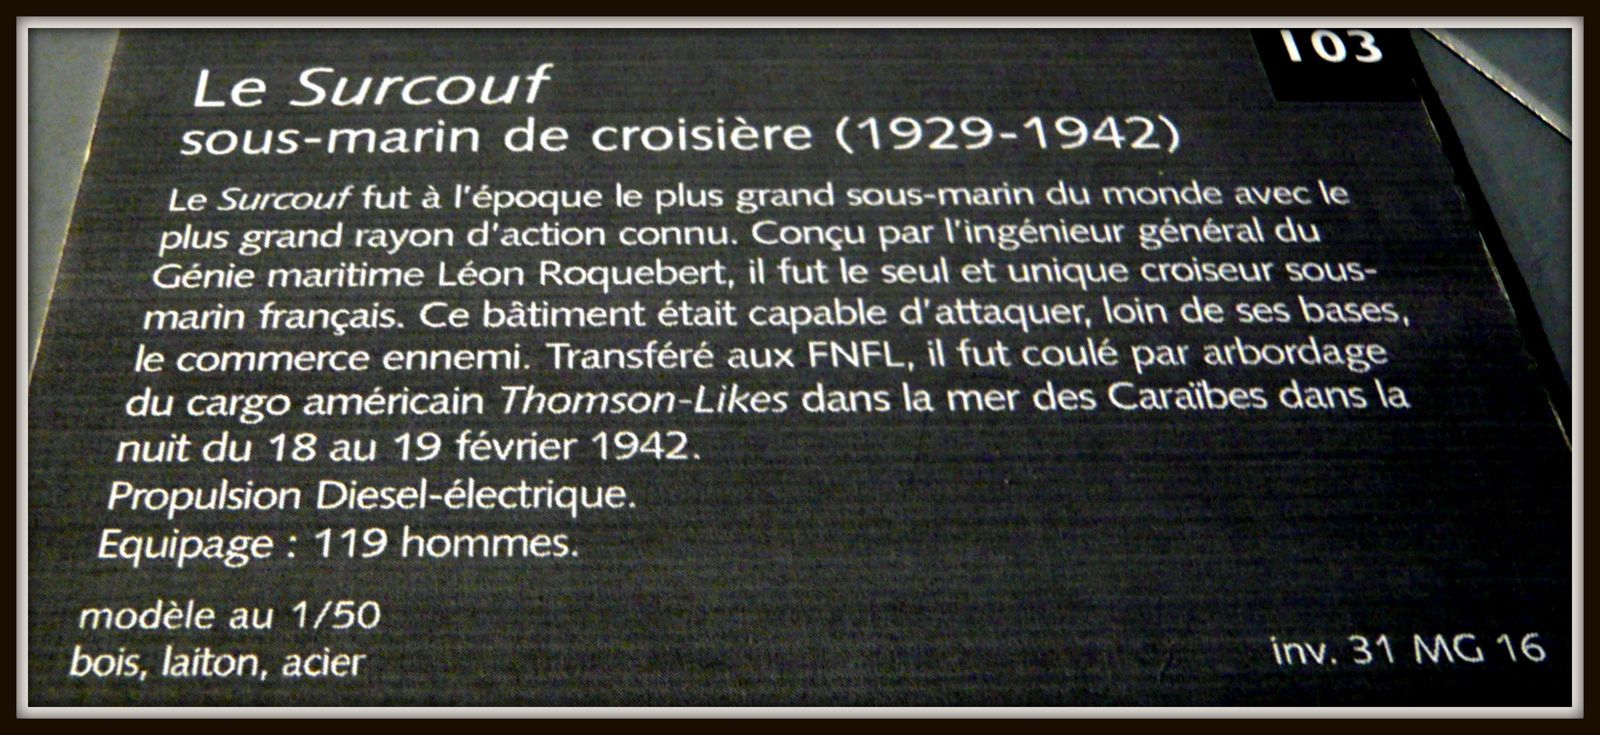 103
Le Surcouf
sous-marin de croisière (1929-1942)
Le Surcouf fut à l'époque le plus grand sous-marin du monde avec le
plus grand rayon d'action connu. Conçu par l'ingénieur général du
Génie maritime Léon Roquebert, il fut le seul et unique croiseur sous-
marin français. Ce bâtiment était capable d'attaquer, loin de ses bases,
le commerce ennemi. Transféré aux FNFL, il fut coulé par arbordage
du cargo américain Thomson-Likes dans la mer des Caraïbes dans la
nuit du 18 au 19 février 1942.
Propulsion Diesel-électrique.
Equipage : 119 hommes.
modèle au 1/50
bois, laiton, acier
inv. 31 MG 16